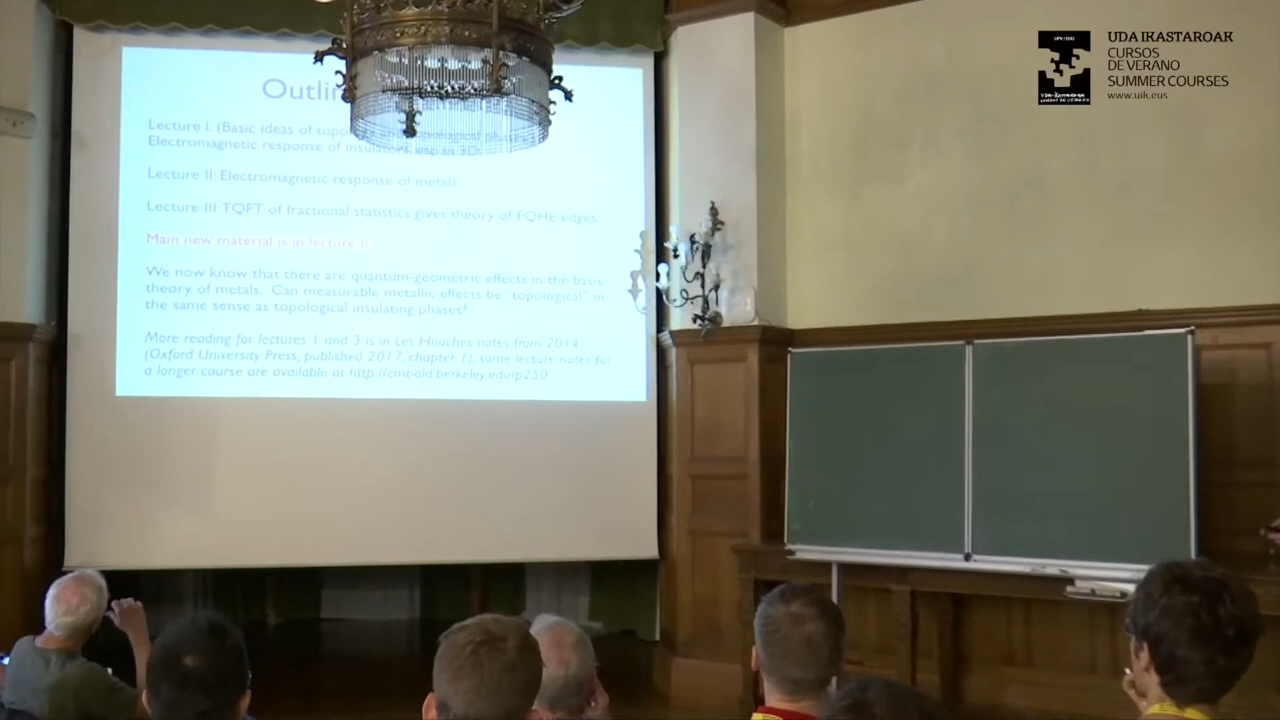 UDA IKASTAROAK
CURSOS
DE VERANO
SUMMER COURSES
www.uik.eus
Lecture I: (Basic ideas of
Electromagnetic response of insulators, esp in 3D
Lecture II: Electromagnetic response of metals
Lecture III: TQFT of fractional statistics gives theory of FQHE edges
Main new material is in lecture II
We now know that there are quantum-geometric effects in the basic
theory of metals. Can measurable metallic effects be "topological" in
the same sense as topological insulating phases?
More reading for lectures 1 and 3 is in Les Houches notes from 2014
(Oxford University Press, published 2017, chapter 1), some lecture notes for
a longer course are available at http://cmt-old.berkeley.edu/p250